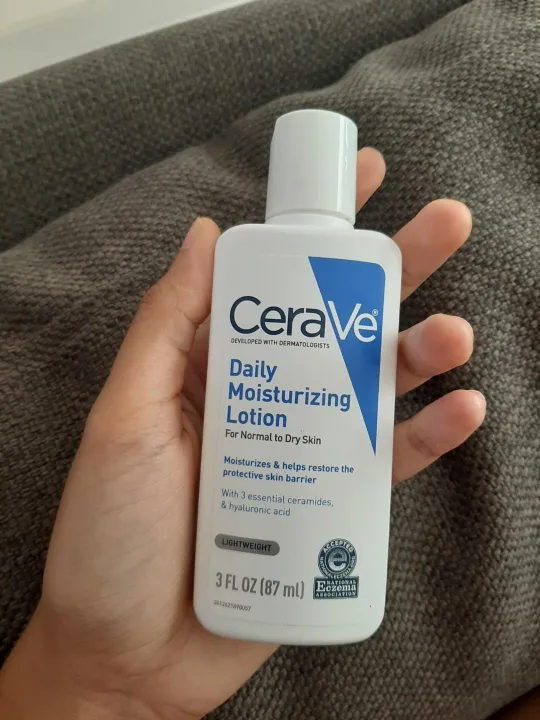 CeraVe®
DEVELOPED WITH DERMATOLOGISTS
Daily
Moisturizing
Lotion
For Normal to Dry Skin
Moisturizes & helps restore the
protective skin barrier
With 3 essential ceramides,
& hyaluronic acid
LIGHTWEIGHT
3 FL OZ (87 ml)
ACCEPTED
NATIONAL
Eczema
ASSOCIATION